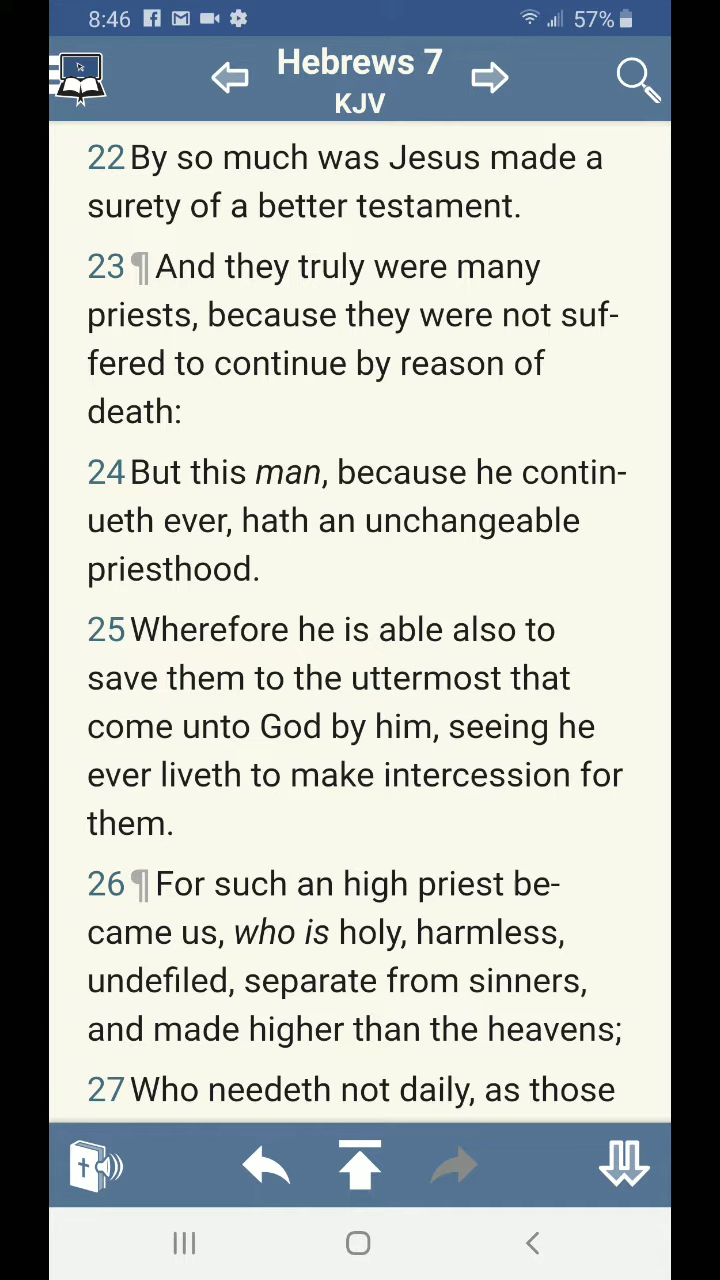 8:46 57%
Hebrews 7
KJV
22 By so much was Jesus made a
surety of a better testament.
23 ¶ And they truly were many
priests, because they were not suf-
fered to continue by reason of
death:
24 But this man, because he contin-
ueth ever, hath an unchangeable
priesthood.
25 Wherefore he is able also to
save them to the uttermost that
come unto God by him, seeing he
ever liveth to make intercession for
them.
26 ¶ For such an high priest be-
came us, who is holy, harmless,
undefiled, separate from sinners,
and made higher than the heavens;
27 Who needeth not daily, as those